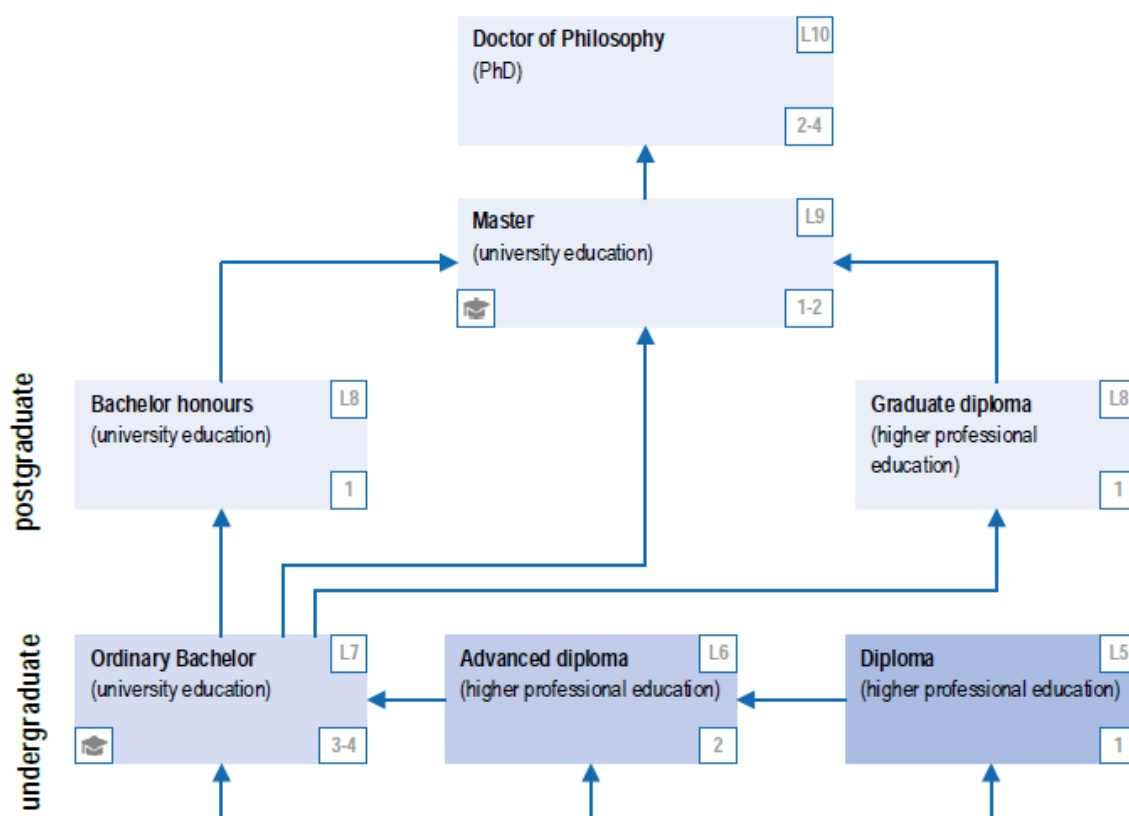 Doctor of Philosophy
L10
(PhD)
2-4
Master
L9
(university education)
1-2
postgraduate
Bachelor honours
L8
(university education)
1
Graduate diploma
L8
(higher professional
education)
1
undergraduate
Ordinary Bachelor
L7
(university education)
3-4
Advanced diploma
L6
(higher professional education)
2
Diploma
L5
(higher professional education)
1